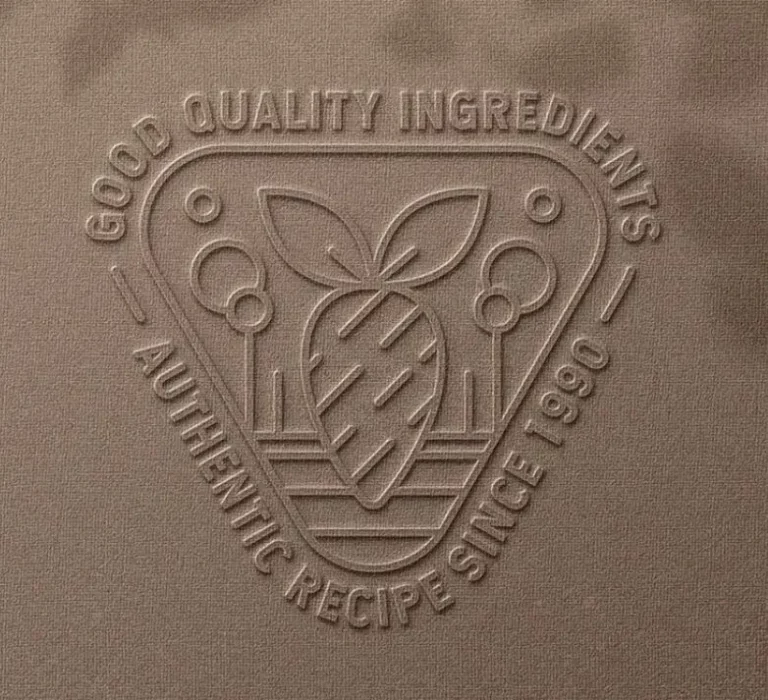 GOOD QUALITY INGREDIENTS
AUTHENTIC RECIPE SINCE 1990